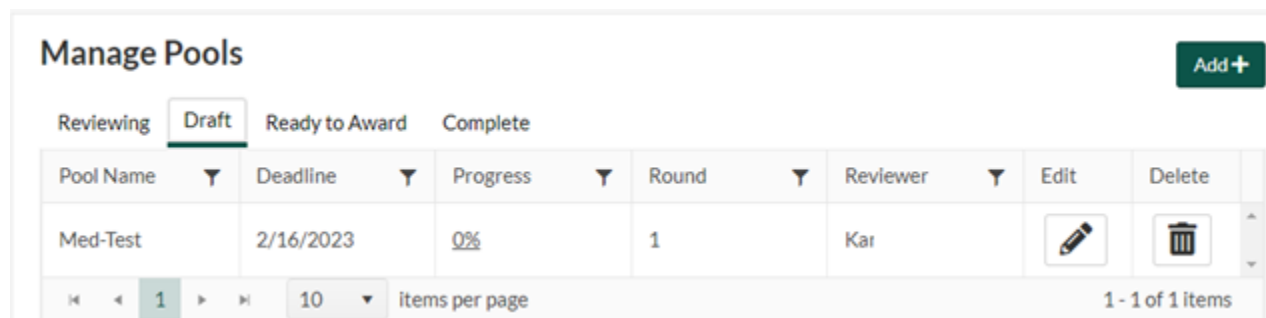 Manage Pools
Add+
Reviewing Draft Ready to Award Complete
Pool Name Deadline Progress Round Reviewer Edit Delete
Med-Test 2/16/2023 0% 1 Kar
1 10 items per page 1 - 1 of 1 items